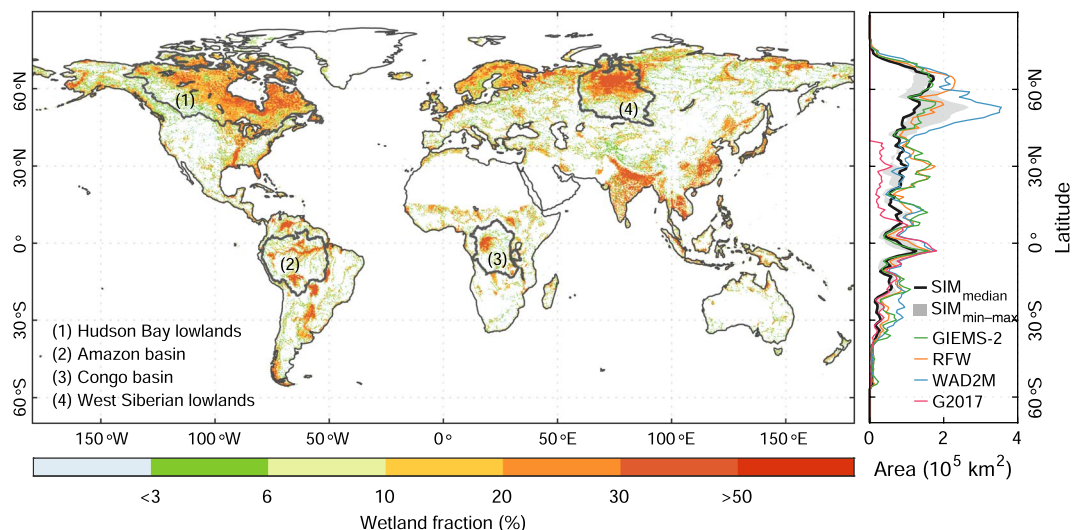 60°N
30°N
0°
30°S
60°S
(1)
(2)
(3)
(4)
(1) Hudson Bay lowlands
(2) Amazon basin
(3) Congo basin
(4) West Siberian lowlands
150°W 100°W 50°W 0° 50°E 100°E 150°E
<3 6 10 20 30 >50
Wetland fraction (%)
60°N
30°N
0°
30°S
60°S
Latitude
SIMmedian
SIMmin–max
GIEMS-2
RFW
WAD2M
G2017
0 2 4
Area (10⁵ km²)